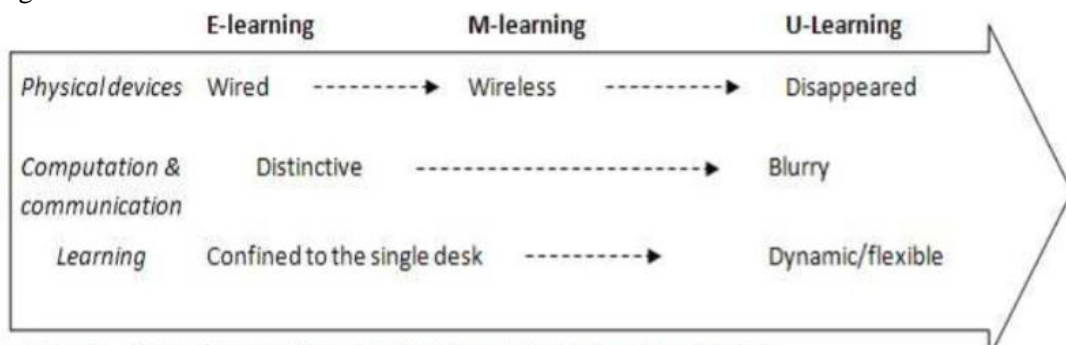 E-learning M-learning U-Learning
Physical devices Wired Wireless Disappeared
Computation & Distinctive Blurry
communication
Learning Confined to the single desk Dynamic/flexible